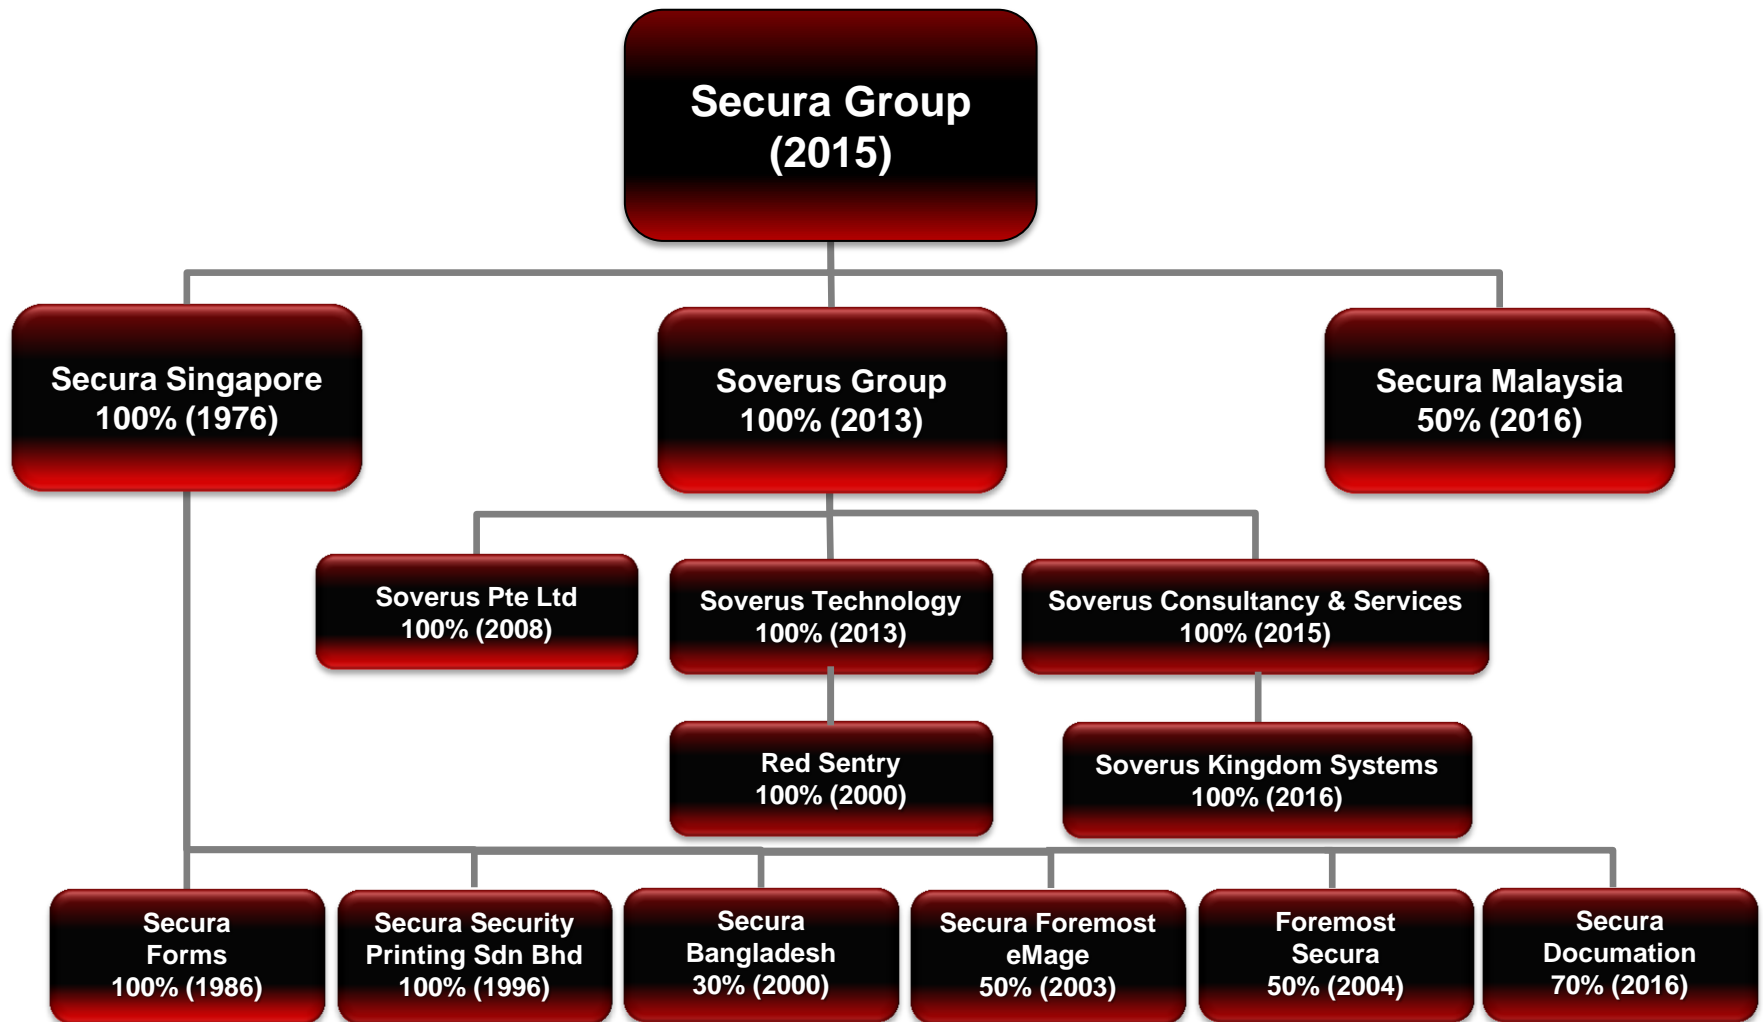 Secura Group
(2015)
Secura Singapore
100% (1976)
Soverus Group
100% (2013)
Secura Malaysia
50% (2016)
Soverus Pte Ltd
100% (2008)
Soverus Technology
100% (2013)
Soverus Consultancy & Services
100% (2015)
Red Sentry
100% (2000)
Soverus Kingdom Systems
100% (2016)
Secura
Forms
100% (1986)
Secura Security
Printing Sdn Bhd
100% (1996)
Secura
Bangladesh
30% (2000)
Secura Foremost
eMage
50% (2003)
Foremost
Secura
50% (2004)
Secura
Documation
70% (2016)